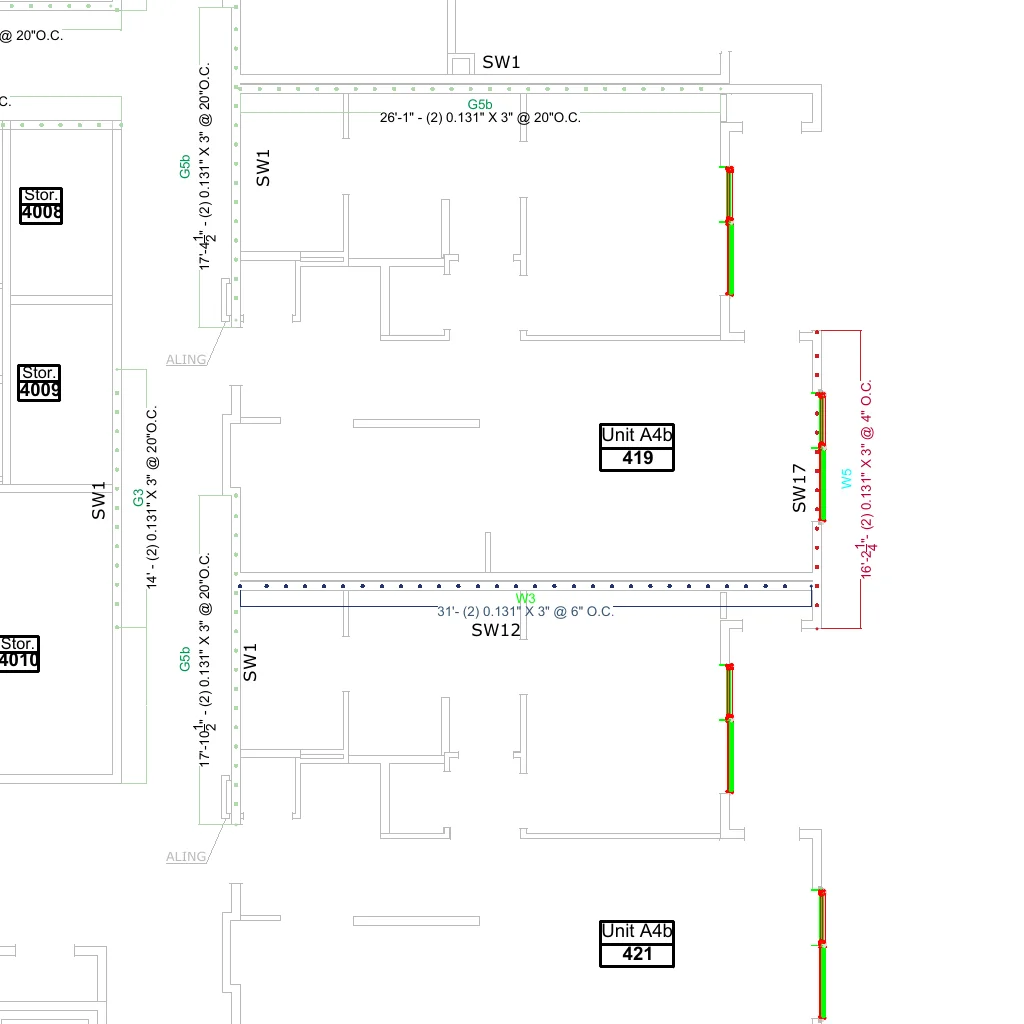 @ 20"O.C.
SW1
C.
G5b
26'-1" - (2) 0.131" X 3" @ 20"O.C.
G5b
17'-4 1/2" - (2) 0.131" X 3" @ 20"O.C.
SW1
Stor.
4008
ALING
Stor.
4009
SW1
G3
14' - (2) 0.131" X 3" @ 20"O.C.
Unit A4b
419
SW17
W5
16'-2 1/4"- (2) 0.131" X 3" @ 4" O.C.
W3
31'- (2) 0.131" X 3" @ 6" O.C.
SW12
G5b
17'-10 1/2" - (2) 0.131" X 3" @ 20"O.C.
SW1
Stor.
4010
ALING
Unit A4b
421